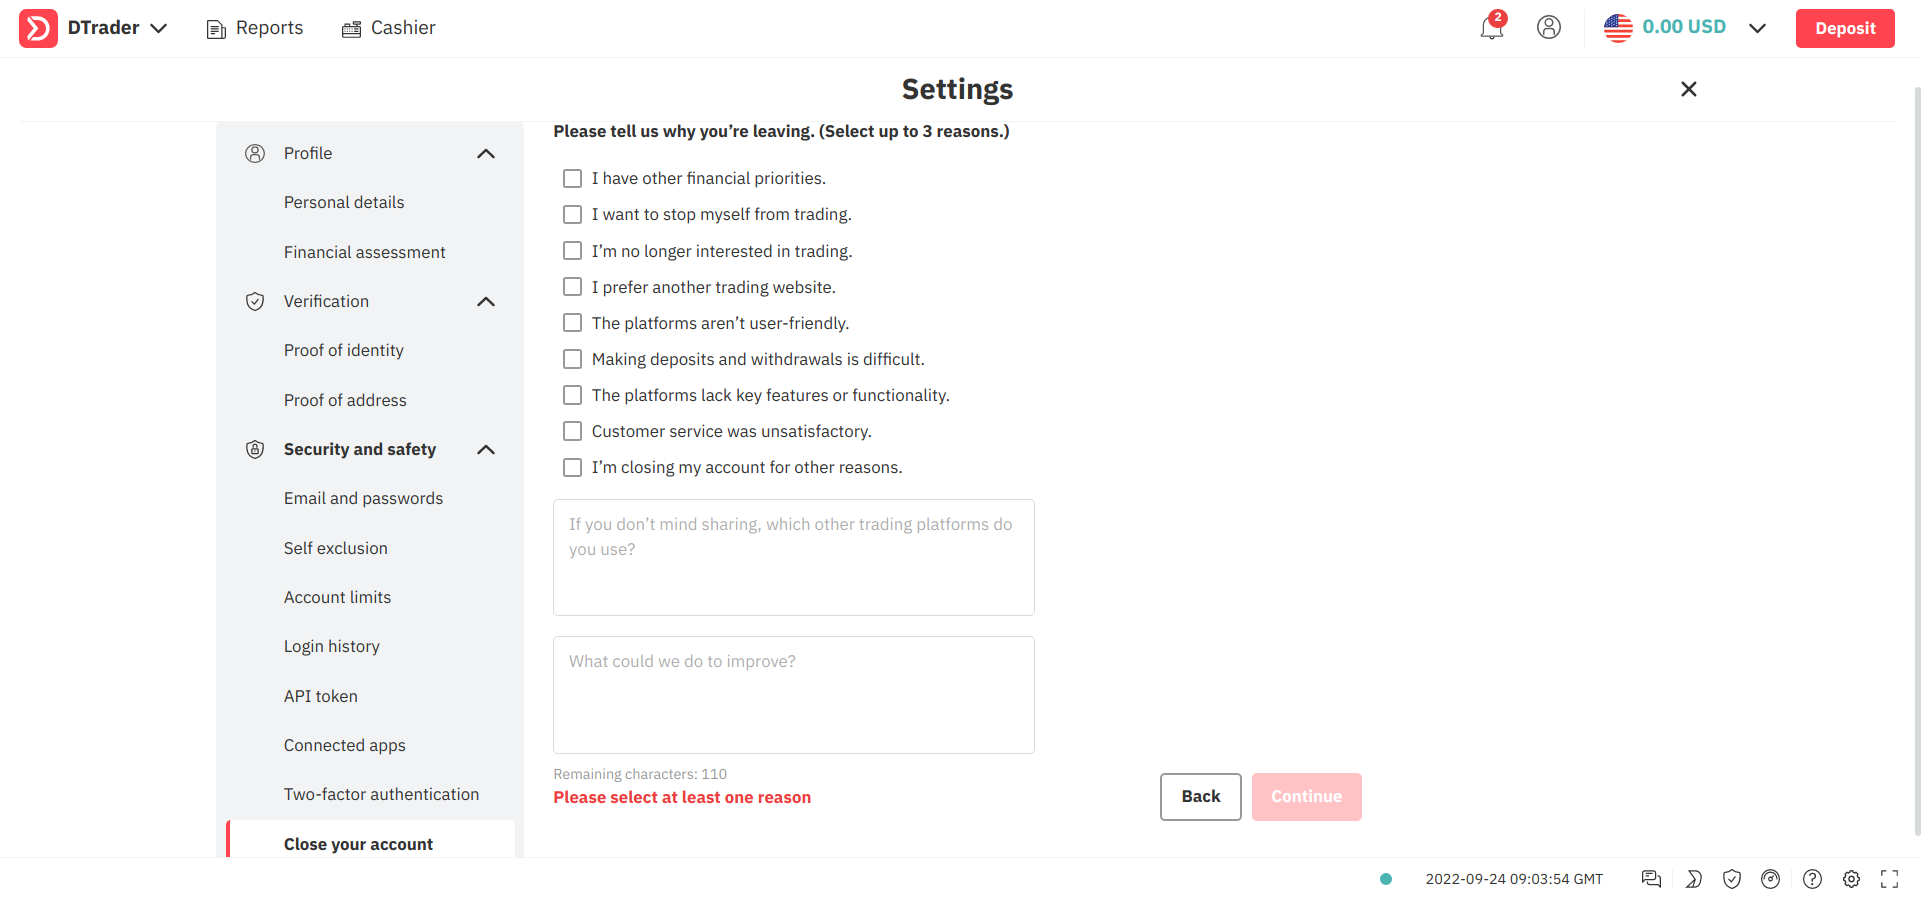 DTrader
Reports
Cashier
2
0.00 USD
Deposit
Settings
Please tell us why you’re leaving. (Select up to 3 reasons.)
Profile
Personal details
Financial assessment
Verification
Proof of identity
Proof of address
Security and safety
Email and passwords
Self exclusion
Account limits
Login history
API token
Connected apps
Two-factor authentication
Close your account
I have other financial priorities.
I want to stop myself from trading.
I’m no longer interested in trading.
I prefer another trading website.
The platforms aren’t user-friendly.
Making deposits and withdrawals is difficult.
The platforms lack key features or functionality.
Customer service was unsatisfactory.
I’m closing my account for other reasons.
If you don’t mind sharing, which other trading platforms do
you use?
What could we do to improve?
Remaining characters: 110
Please select at least one reason
Back
Continue
2022-09-24 09:03:54 GMT